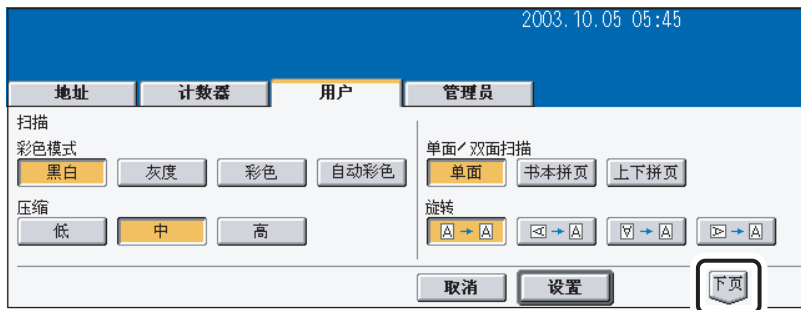 2003.10.05 05:45
地址 计数器 用户 管理员
扫描
彩色模式
黑白 灰度 彩色 自动彩色
压缩
低 中 高
单面/双面扫描
单面 书本拼页 上下拼页
旋转
A→A A→A A→A A→A
取消 设置 下页